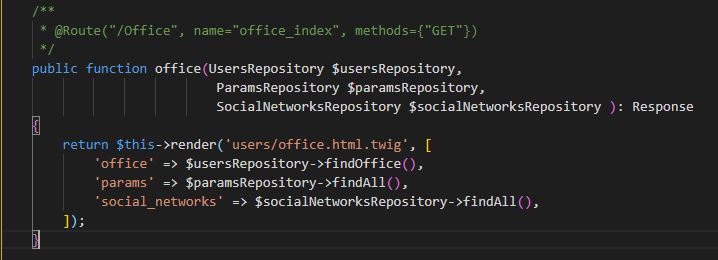 /**
* @Route("/Office", name="office_index", methods={"GET"})
*/
public function office(UsersRepository $usersRepository,
ParamsRepository $paramsRepository,
SocialNetworksRepository $socialNetworksRepository ): Response
{
return $this->render('users/office.html.twig', [
'office' => $usersRepository->findOffice(),
'params' => $paramsRepository->findAll(),
'social_networks' => $socialNetworksRepository->findAll(),
]);
}